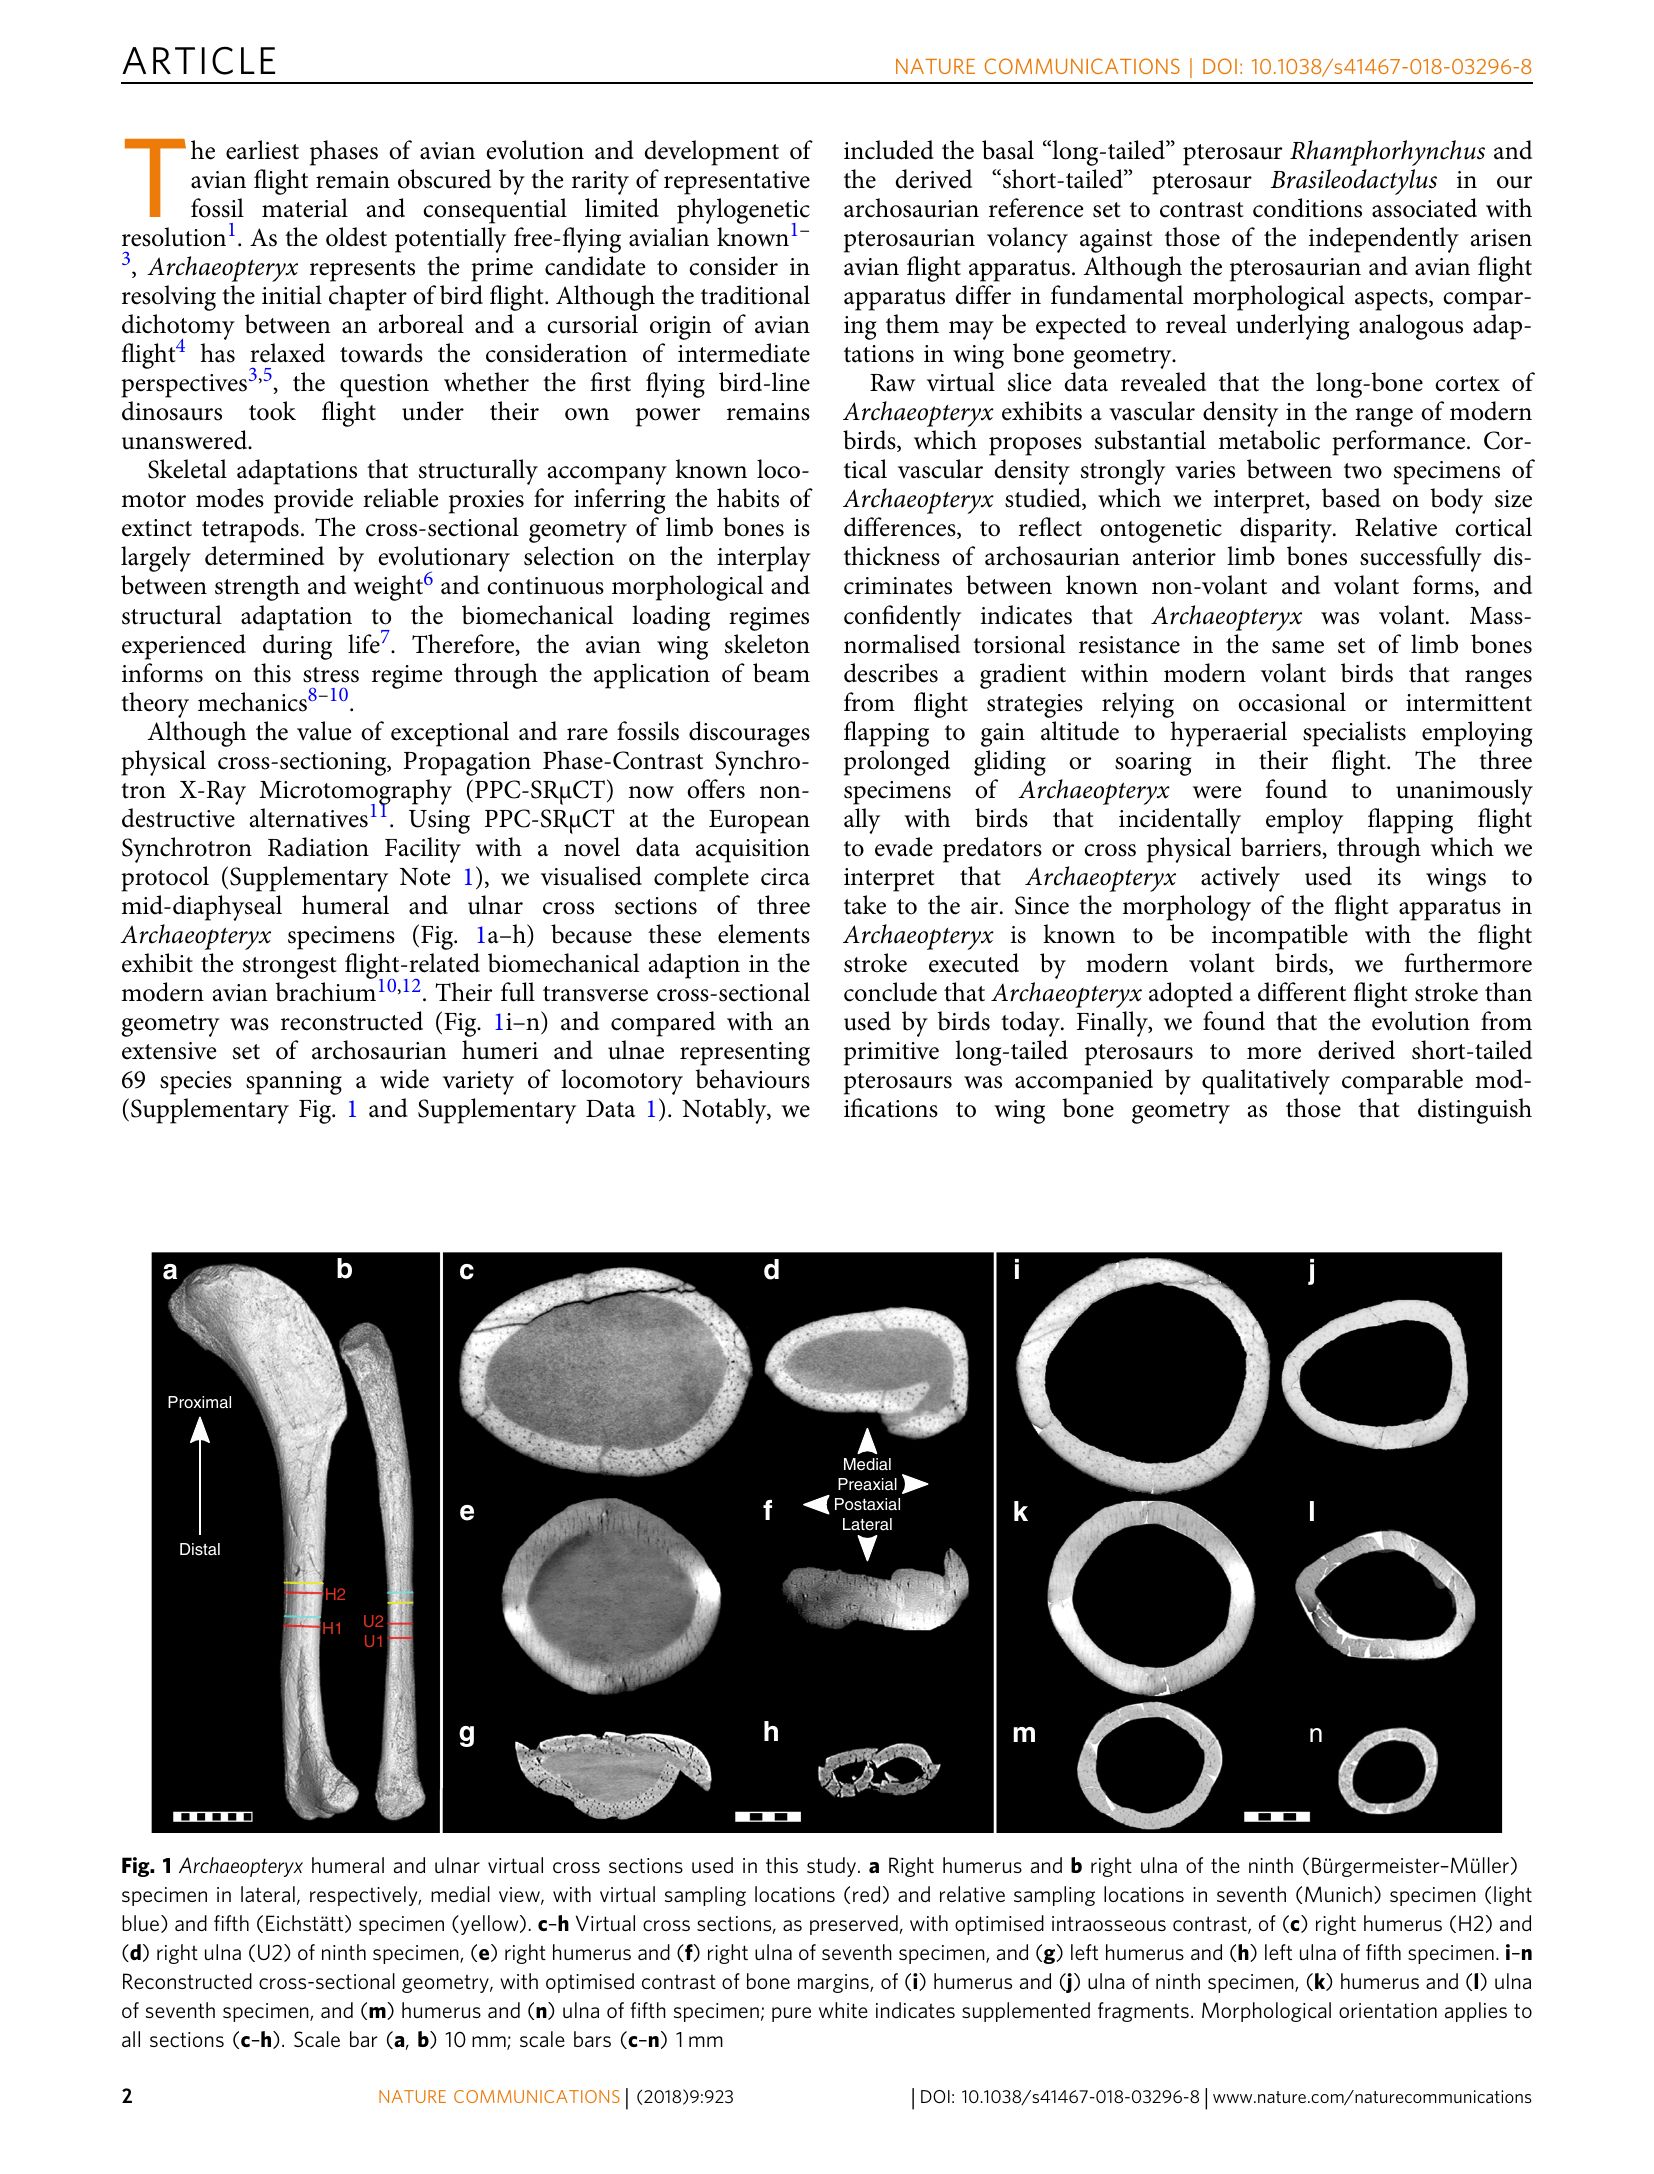 ARTICLE
NATURE COMMUNICATIONS | DOI: 10.1038/s41467-018-03296-8
The earliest phases of avian evolution and development of
avian flight remain obscured by the rarity of representative
fossil material and consequential limited phylogenetic
resolution1. As the oldest potentially free-flying avialian known1–
3, Archaeopteryx represents the prime candidate to consider in
resolving the initial chapter of bird flight. Although the traditional
dichotomy between an arboreal and a cursorial origin of avian
flight4 has relaxed towards the consideration of intermediate
perspectives3,5, the question whether the first flying bird-line
dinosaurs took flight under their own power remains
unanswered.
Skeletal adaptations that structurally accompany known loco-
motor modes provide reliable proxies for inferring the habits of
extinct tetrapods. The cross-sectional geometry of limb bones is
largely determined by evolutionary selection on the interplay
between strength and weight6 and continuous morphological and
structural adaptation to the biomechanical loading regimes
experienced during life7. Therefore, the avian wing skeleton
informs on this stress regime through the application of beam
theory mechanics8–10.
Although the value of exceptional and rare fossils discourages
physical cross-sectioning, Propagation Phase-Contrast Synchro-
tron X-Ray Microtomography (PPC-SRμCT) now offers non-
destructive alternatives11. Using PPC-SRμCT at the European
Synchrotron Radiation Facility with a novel data acquisition
protocol (Supplementary Note 1), we visualised complete circa
mid-diaphyseal humeral and ulnar cross sections of three
Archaeopteryx specimens (Fig. 1a–h) because these elements
exhibit the strongest flight-related biomechanical adaption in the
modern avian brachium10,12. Their full transverse cross-sectional
geometry was reconstructed (Fig. 1i–n) and compared with an
extensive set of archosaurian humeri and ulnae representing
69 species spanning a wide variety of locomotory behaviours
(Supplementary Fig. 1 and Supplementary Data 1). Notably, we
included the basal “long-tailed” pterosaur Rhamphorhynchus and
the derived “short-tailed” pterosaur Brasileodactylus in our
archosaurian reference set to contrast conditions associated with
pterosaurian volancy against those of the independently arisen
avian flight apparatus. Although the pterosaurian and avian flight
apparatus differ in fundamental morphological aspects, compar-
ing them may be expected to reveal underlying analogous adap-
tations in wing bone geometry.
Raw virtual slice data revealed that the long-bone cortex of
Archaeopteryx exhibits a vascular density in the range of modern
birds, which proposes substantial metabolic performance. Cor-
tical vascular density strongly varies between two specimens of
Archaeopteryx studied, which we interpret, based on body size
differences, to reflect ontogenetic disparity. Relative cortical
thickness of archosaurian anterior limb bones successfully dis-
criminates between known non-volant and volant forms, and
confidently indicates that Archaeopteryx was volant. Mass-
normalised torsional resistance in the same set of limb bones
describes a gradient within modern volant birds that ranges
from flight strategies relying on occasional or intermittent
flapping to gain altitude to hyperaerial specialists employing
prolonged gliding or soaring in their flight. The three
specimens of Archaeopteryx were found to unanimously
ally with birds that incidentally employ flapping flight
to evade predators or cross physical barriers, through which we
interpret that Archaeopteryx actively used its wings to
take to the air. Since the morphology of the flight apparatus in
Archaeopteryx is known to be incompatible with the flight
stroke executed by modern volant birds, we furthermore
conclude that Archaeopteryx adopted a different flight stroke than
used by birds today. Finally, we found that the evolution from
primitive long-tailed pterosaurs to more derived short-tailed
pterosaurs was accompanied by qualitatively comparable mod-
ifications to wing bone geometry as those that distinguish
a b c d i j
Proximal
Distal
Medial
Preaxial
Postaxial
Lateral
e f k l
H2
H1
U2
U1
g h m n
Fig. 1 Archaeopteryx humeral and ulnar virtual cross sections used in this study. a Right humerus and b right ulna of the ninth (Bürgermeister–Müller)
specimen in lateral, respectively, medial view, with virtual sampling locations (red) and relative sampling locations in seventh (Munich) specimen (light
blue) and fifth (Eichstätt) specimen (yellow). c–h Virtual cross sections, as preserved, with optimised intraosseous contrast, of (c) right humerus (H2) and
(d) right ulna (U2) of ninth specimen, (e) right humerus and (f) right ulna of seventh specimen, and (g) left humerus and (h) left ulna of fifth specimen. i–n
Reconstructed cross-sectional geometry, with optimised contrast of bone margins, of (i) humerus and (j) ulna of ninth specimen, (k) humerus and (l) ulna
of seventh specimen, and (m) humerus and (n) ulna of fifth specimen; pure white indicates supplemented fragments. Morphological orientation applies to
all sections (c–h). Scale bar (a, b) 10 mm; scale bars (c–n) 1 mm
2 NATURE COMMUNICATIONS | (2018)9:923 | DOI: 10.1038/s41467-018-03296-8 | www.nature.com/naturecommunications